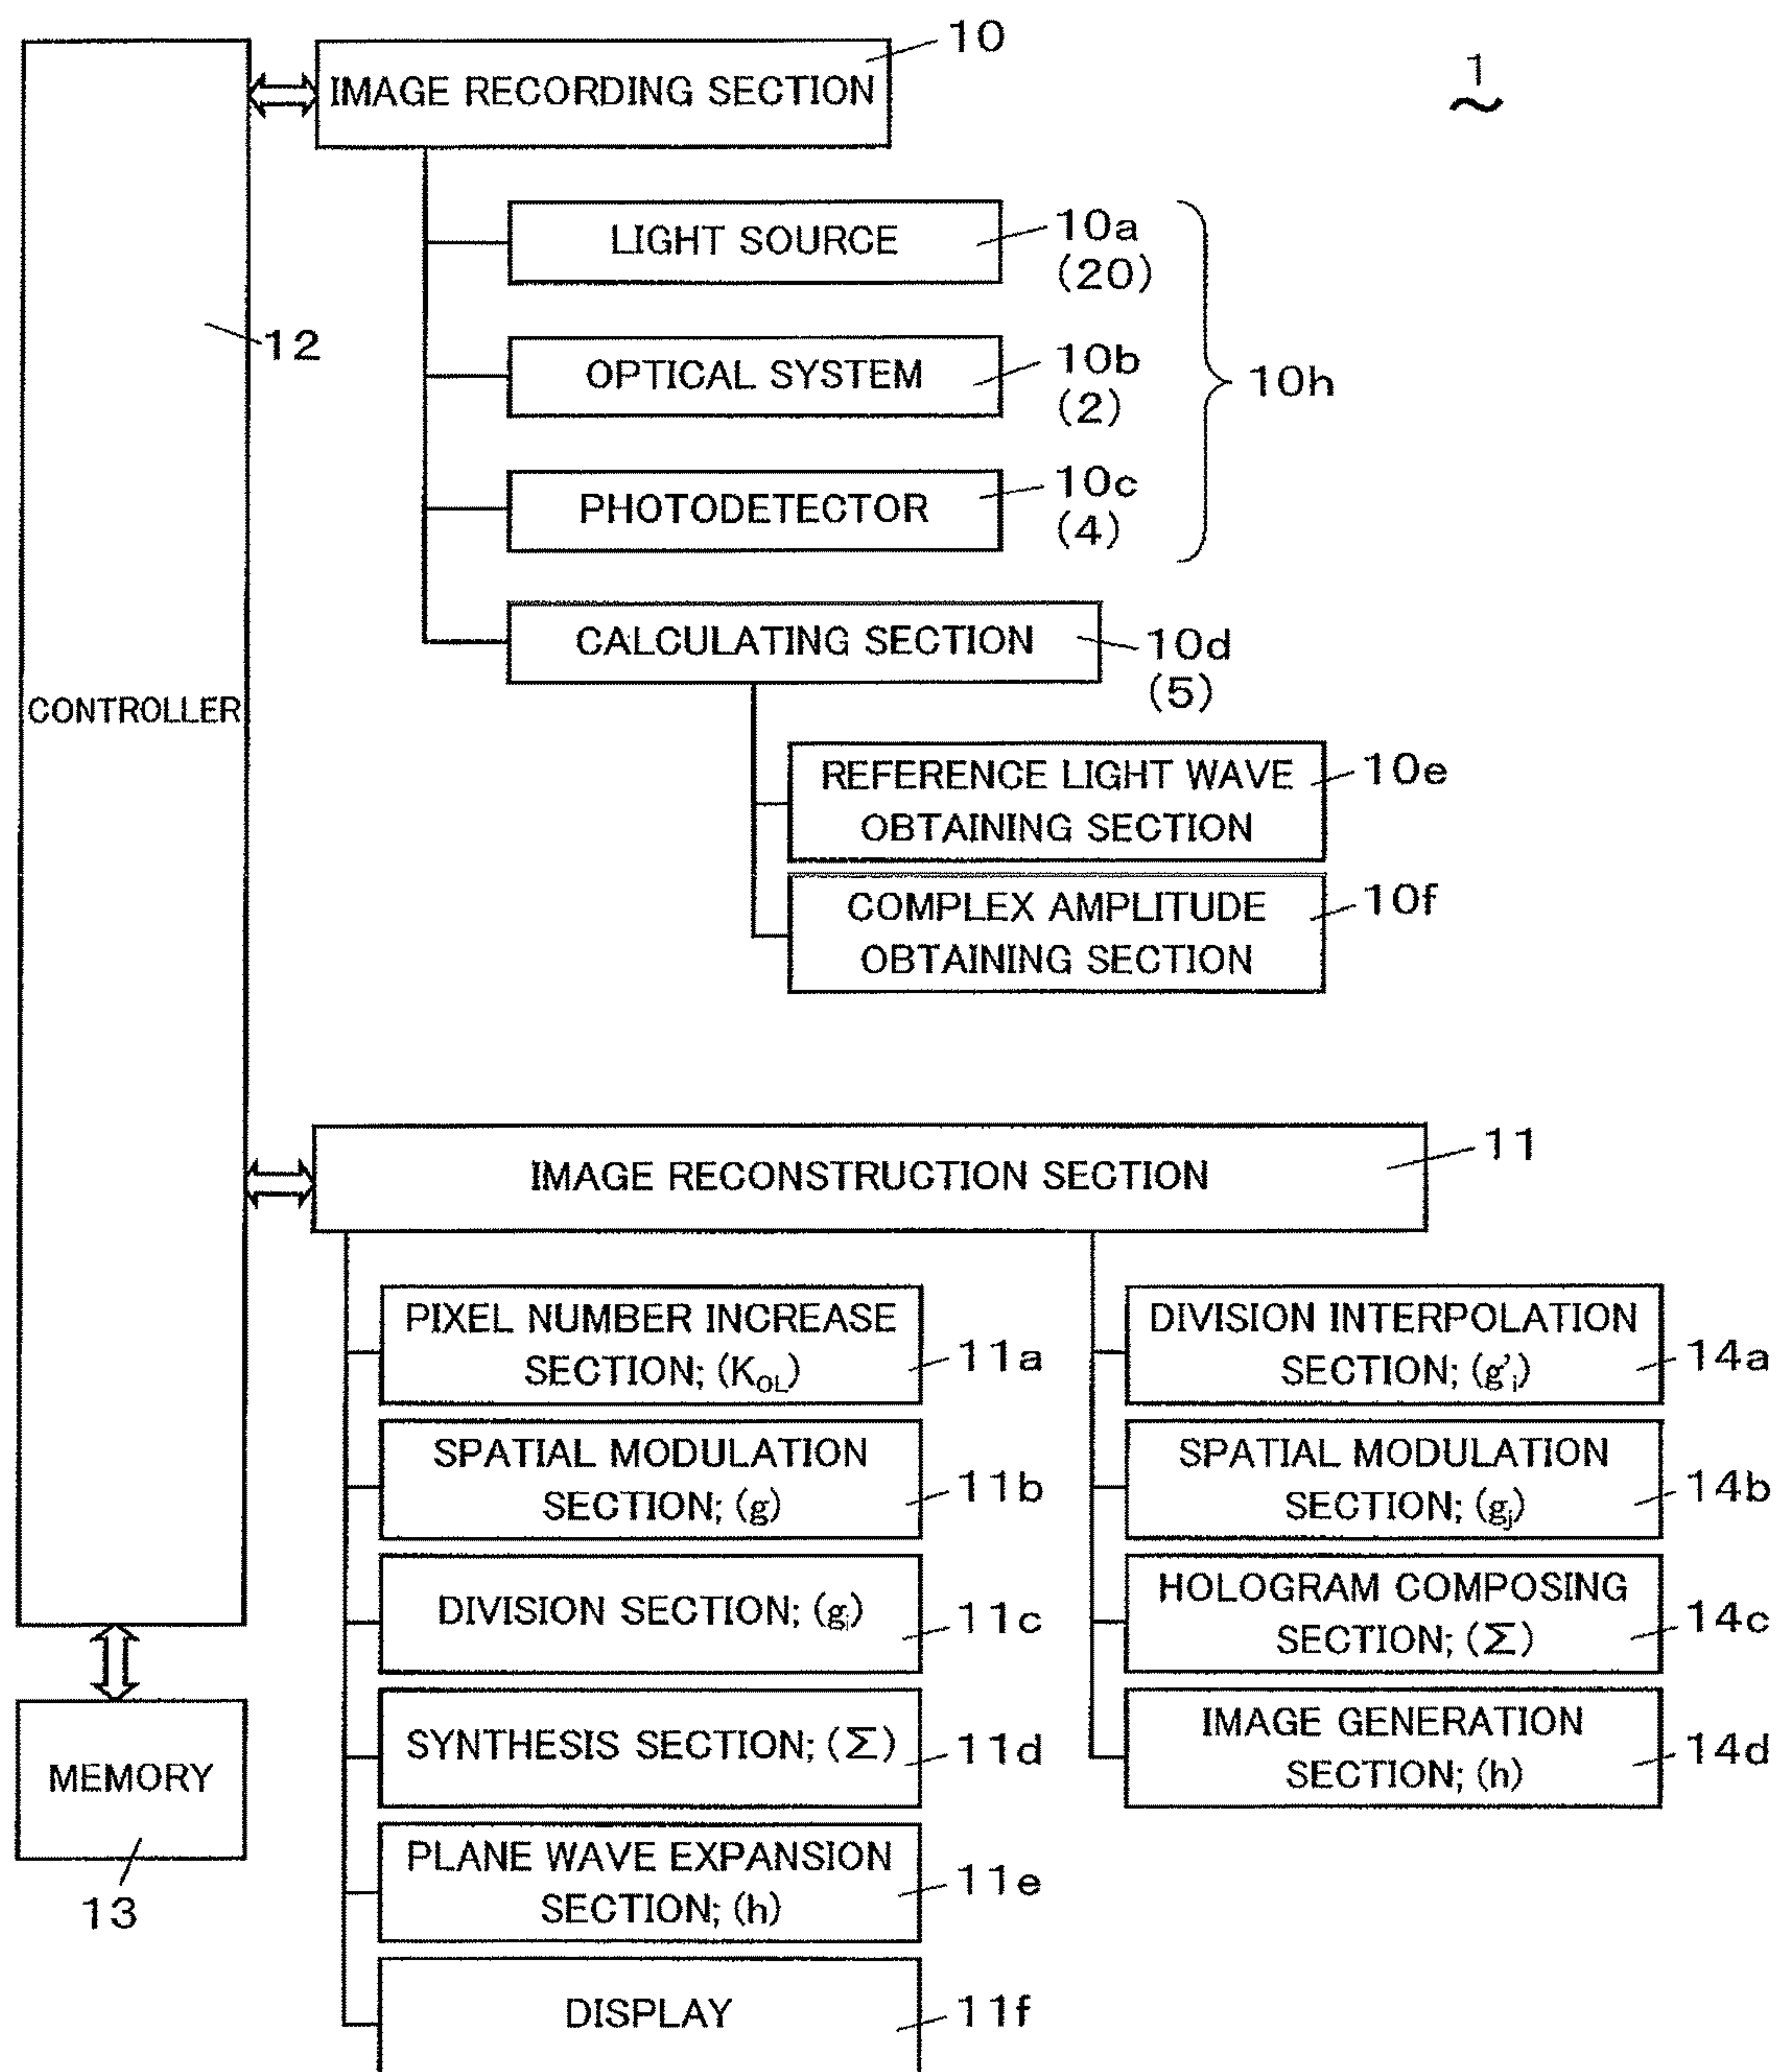 10
IMAGE RECORDING SECTION
1
LIGHT SOURCE
10a
(20)
12
OPTICAL SYSTEM
10b
(2)
10h
PHOTODETECTOR
10c
(4)
CALCULATING SECTION
10d
(5)
CONTROLLER
REFERENCE LIGHT WAVE
OBTAINING SECTION
10e
COMPLEX AMPLITUDE
OBTAINING SECTION
10f
IMAGE RECONSTRUCTION SECTION
11
PIXEL NUMBER INCREASE
SECTION; (K_OL)
11a
DIVISION INTERPOLATION
SECTION; (g'_i)
14a
SPATIAL MODULATION
SECTION; (g)
11b
SPATIAL MODULATION
SECTION; (g_j)
14b
DIVISION SECTION; (g_i)
11c
HOLOGRAM COMPOSING
SECTION; (Σ)
14c
SYNTHESIS SECTION; (Σ)
11d
IMAGE GENERATION
SECTION; (h)
14d
MEMORY
13
PLANE WAVE EXPANSION
SECTION; (h)
11e
DISPLAY
11f